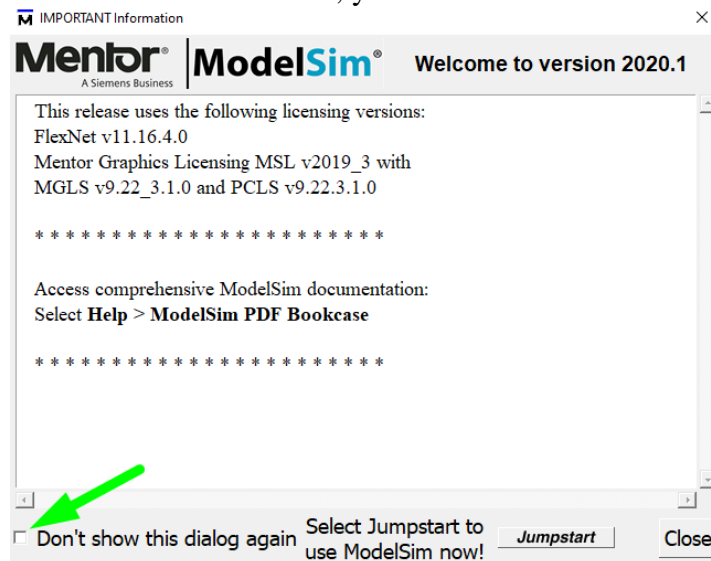 IMPORTANT Information
Mentor®
A Siemens Business
ModelSim®
Welcome to version 2020.1
This release uses the following licensing versions:
FlexNet v11.16.4.0
Mentor Graphics Licensing MSL v2019_3 with
MGLS v9.22_3.1.0 and PCLS v9.22.3.1.0
* * * * * * * * * * * * * * * * * * * * * * *
Access comprehensive ModelSim documentation:
Select Help > ModelSim PDF Bookcase
* * * * * * * * * * * * * * * * * * * * * * *
Don't show this dialog again
Select Jumpstart to
use ModelSim now!
Jumpstart
Close